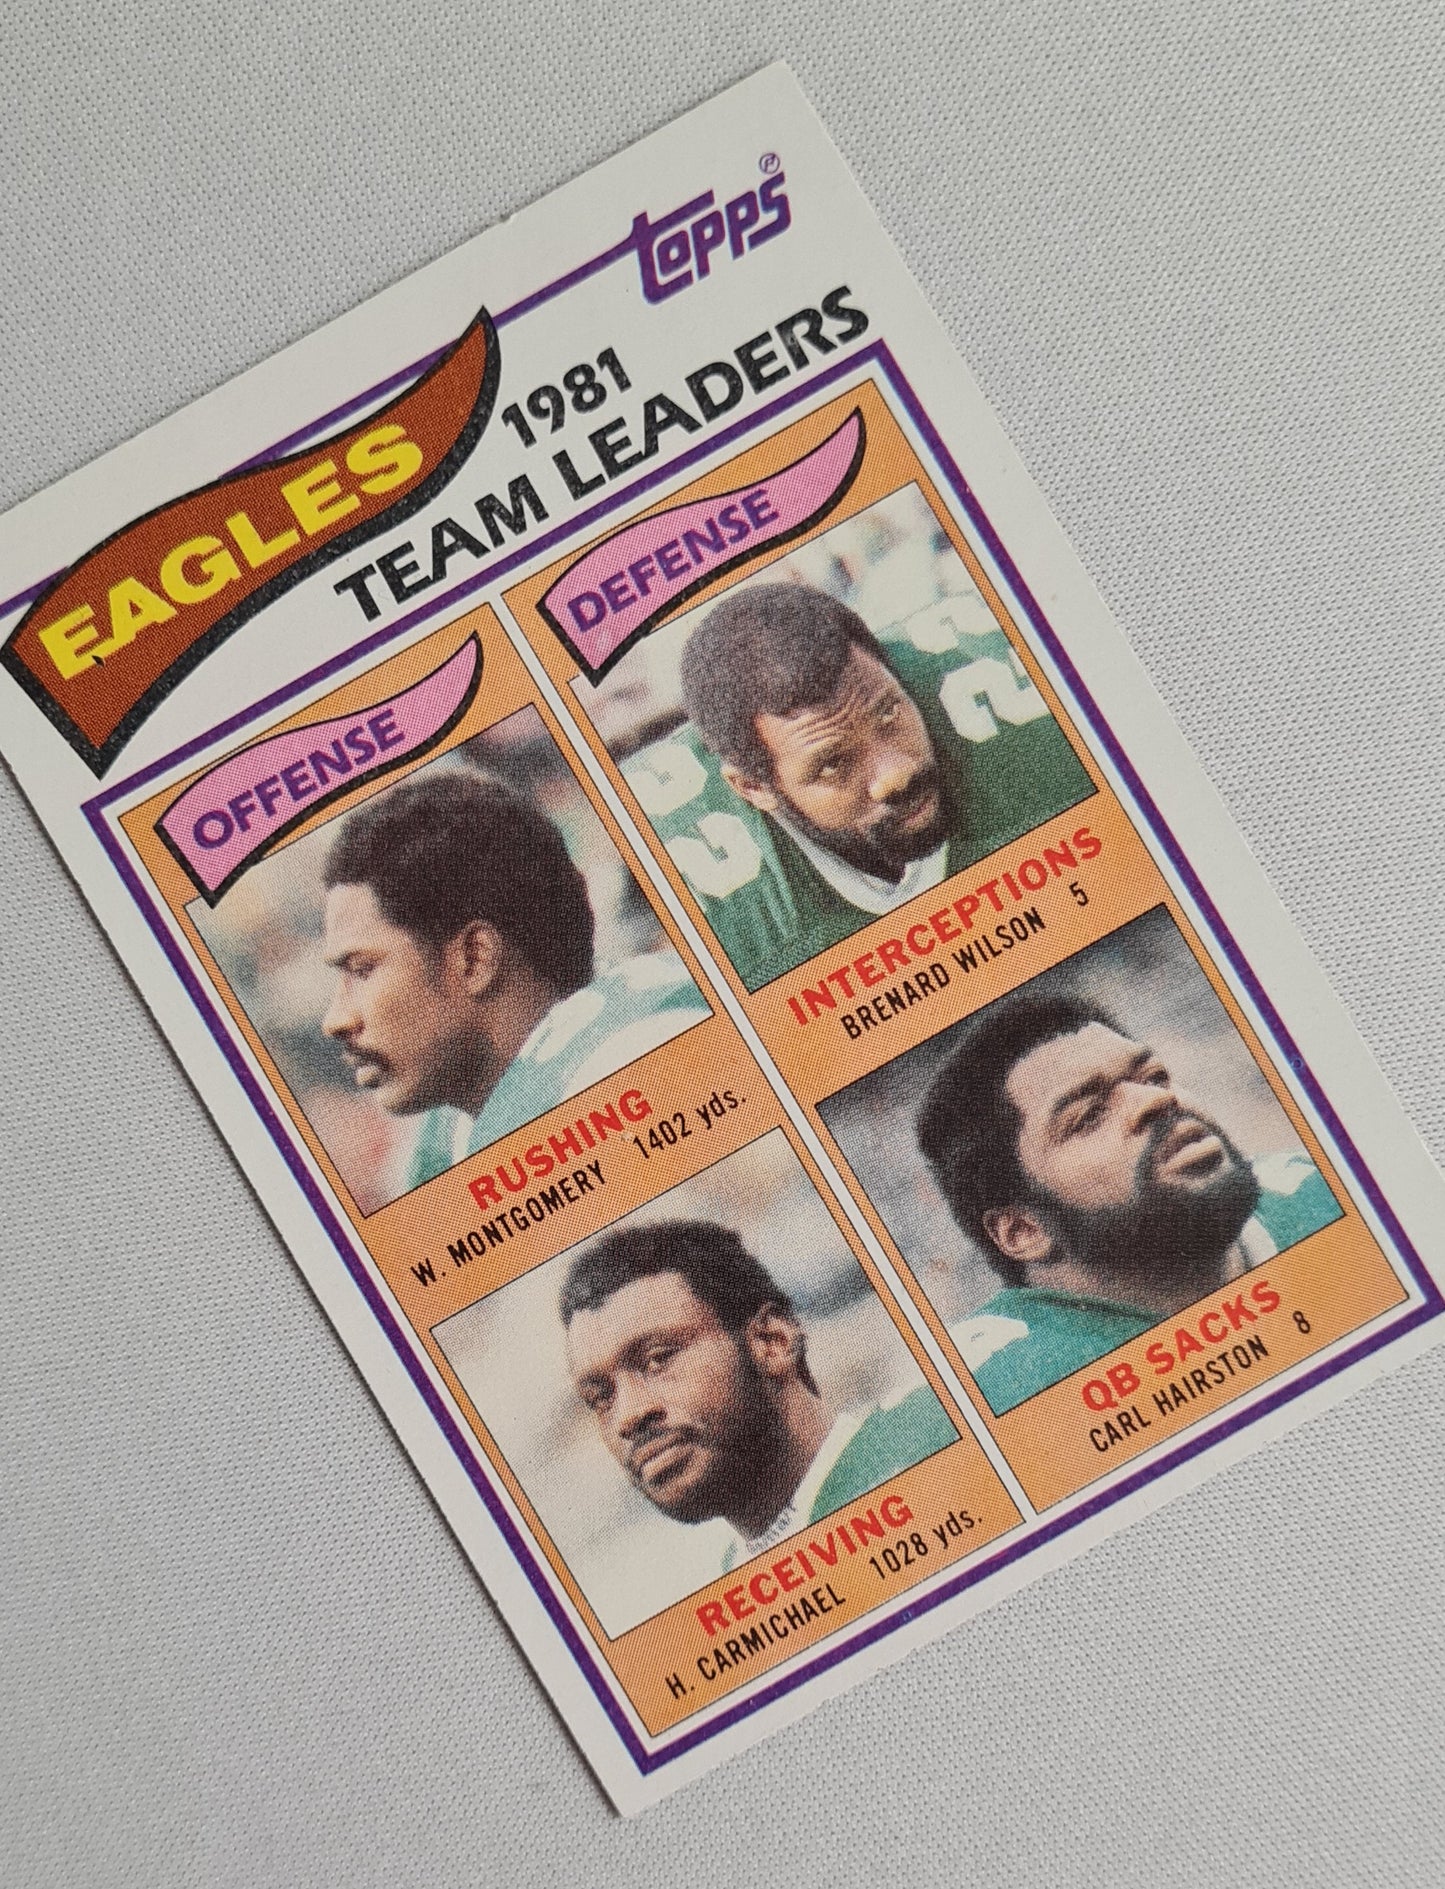 topps®
EAGLES
1981
TEAM LEADERS
OFFENSE
RUSHING
W. MONTGOMERY 1402 yds.
RECEIVING
H. CARMICHAEL 1028 yds.
DEFENSE
INTERCEPTIONS
BRENARD WILSON 5
QB SACKS
CARL HAIRSTON 8